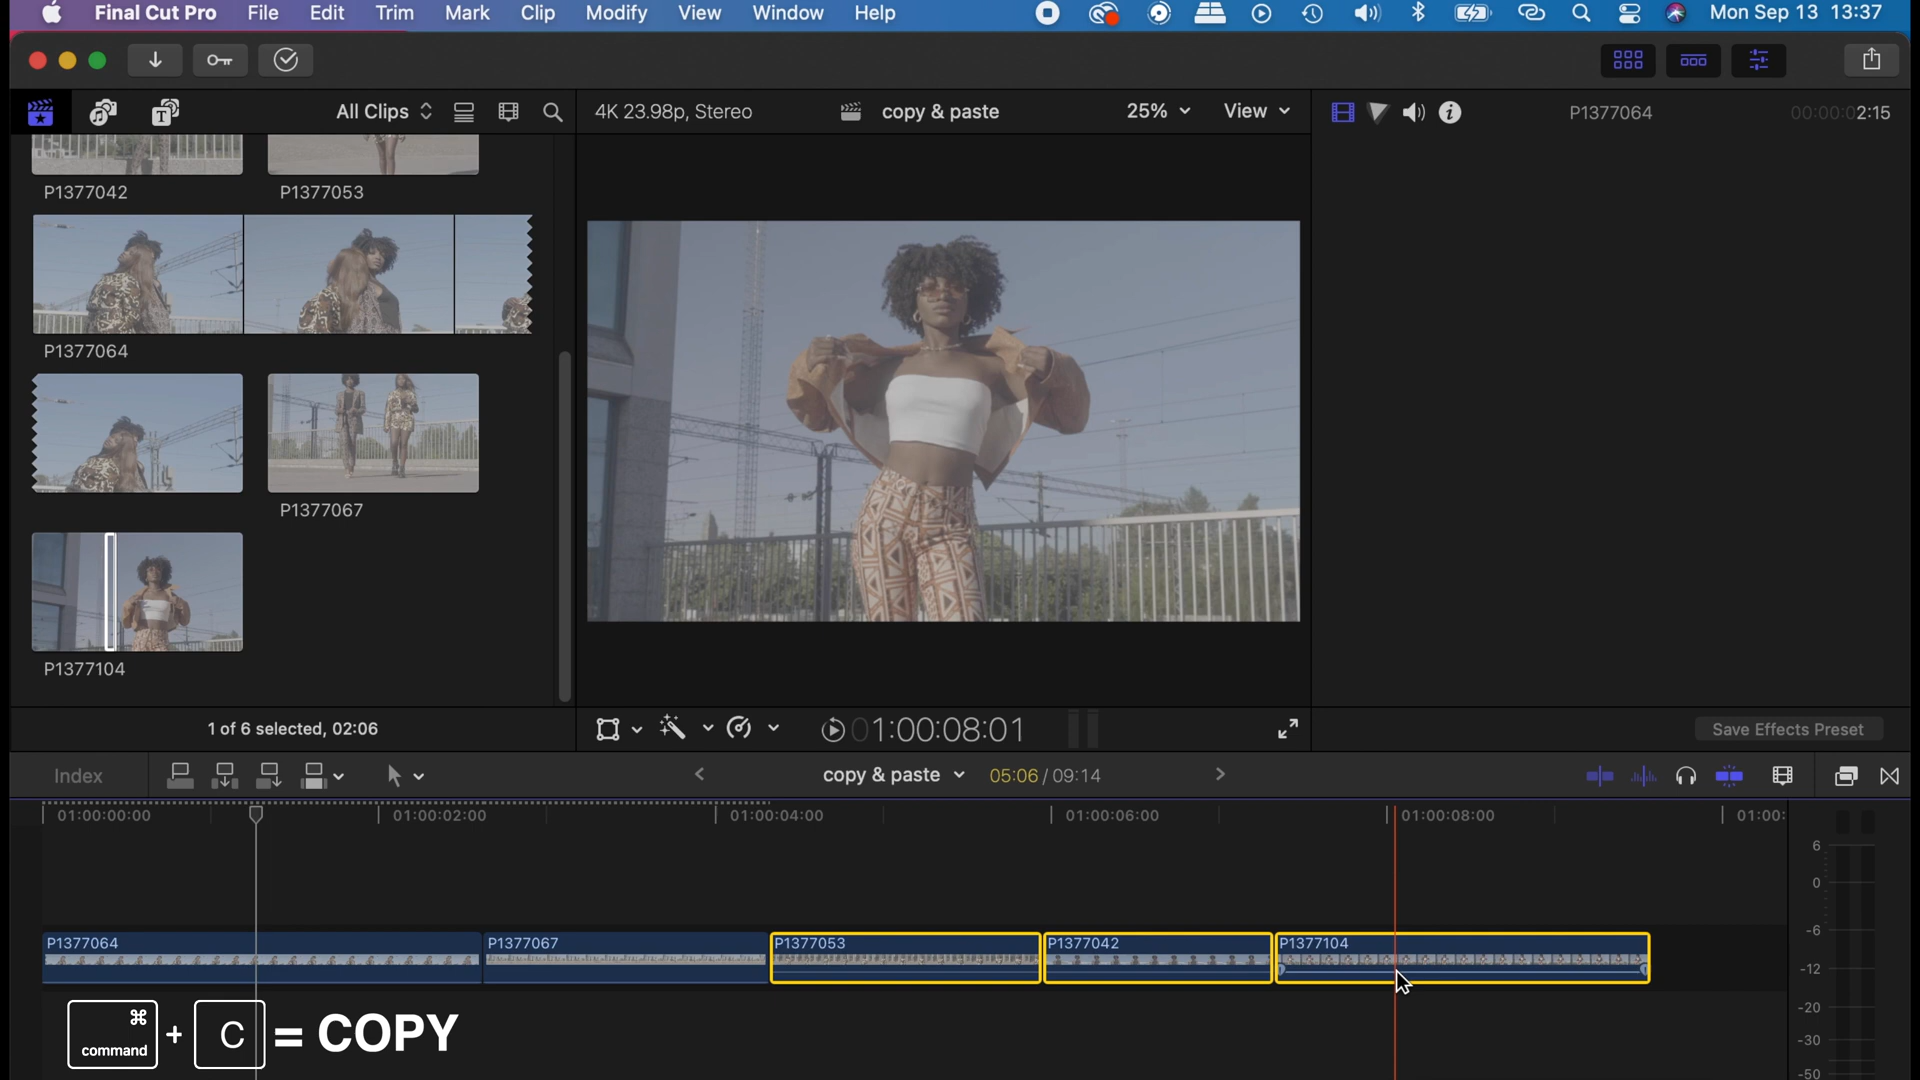 Final Cut Pro File Edit Trim Mark Clip Modify View Window Help Mon Sep 13 13:37
All Clips 4K 23.98p, Stereo copy & paste 25% View P1377064 00:00:02:15
P1377042 P1377053
P1377064
P1377067
P1377104
1 of 6 selected, 02:06 01:00:08:01 Save Effects Preset
Index copy & paste 05:06 / 09:14
01:00:00:00 01:00:02:00 01:00:04:00 01:00:06:00 01:00:08:00 01:00:
6
0
-6
P1377064 P1377067 P1377053 P1377042 P1377104
-12
-20
⌘ command + C = COPY
-30
-50